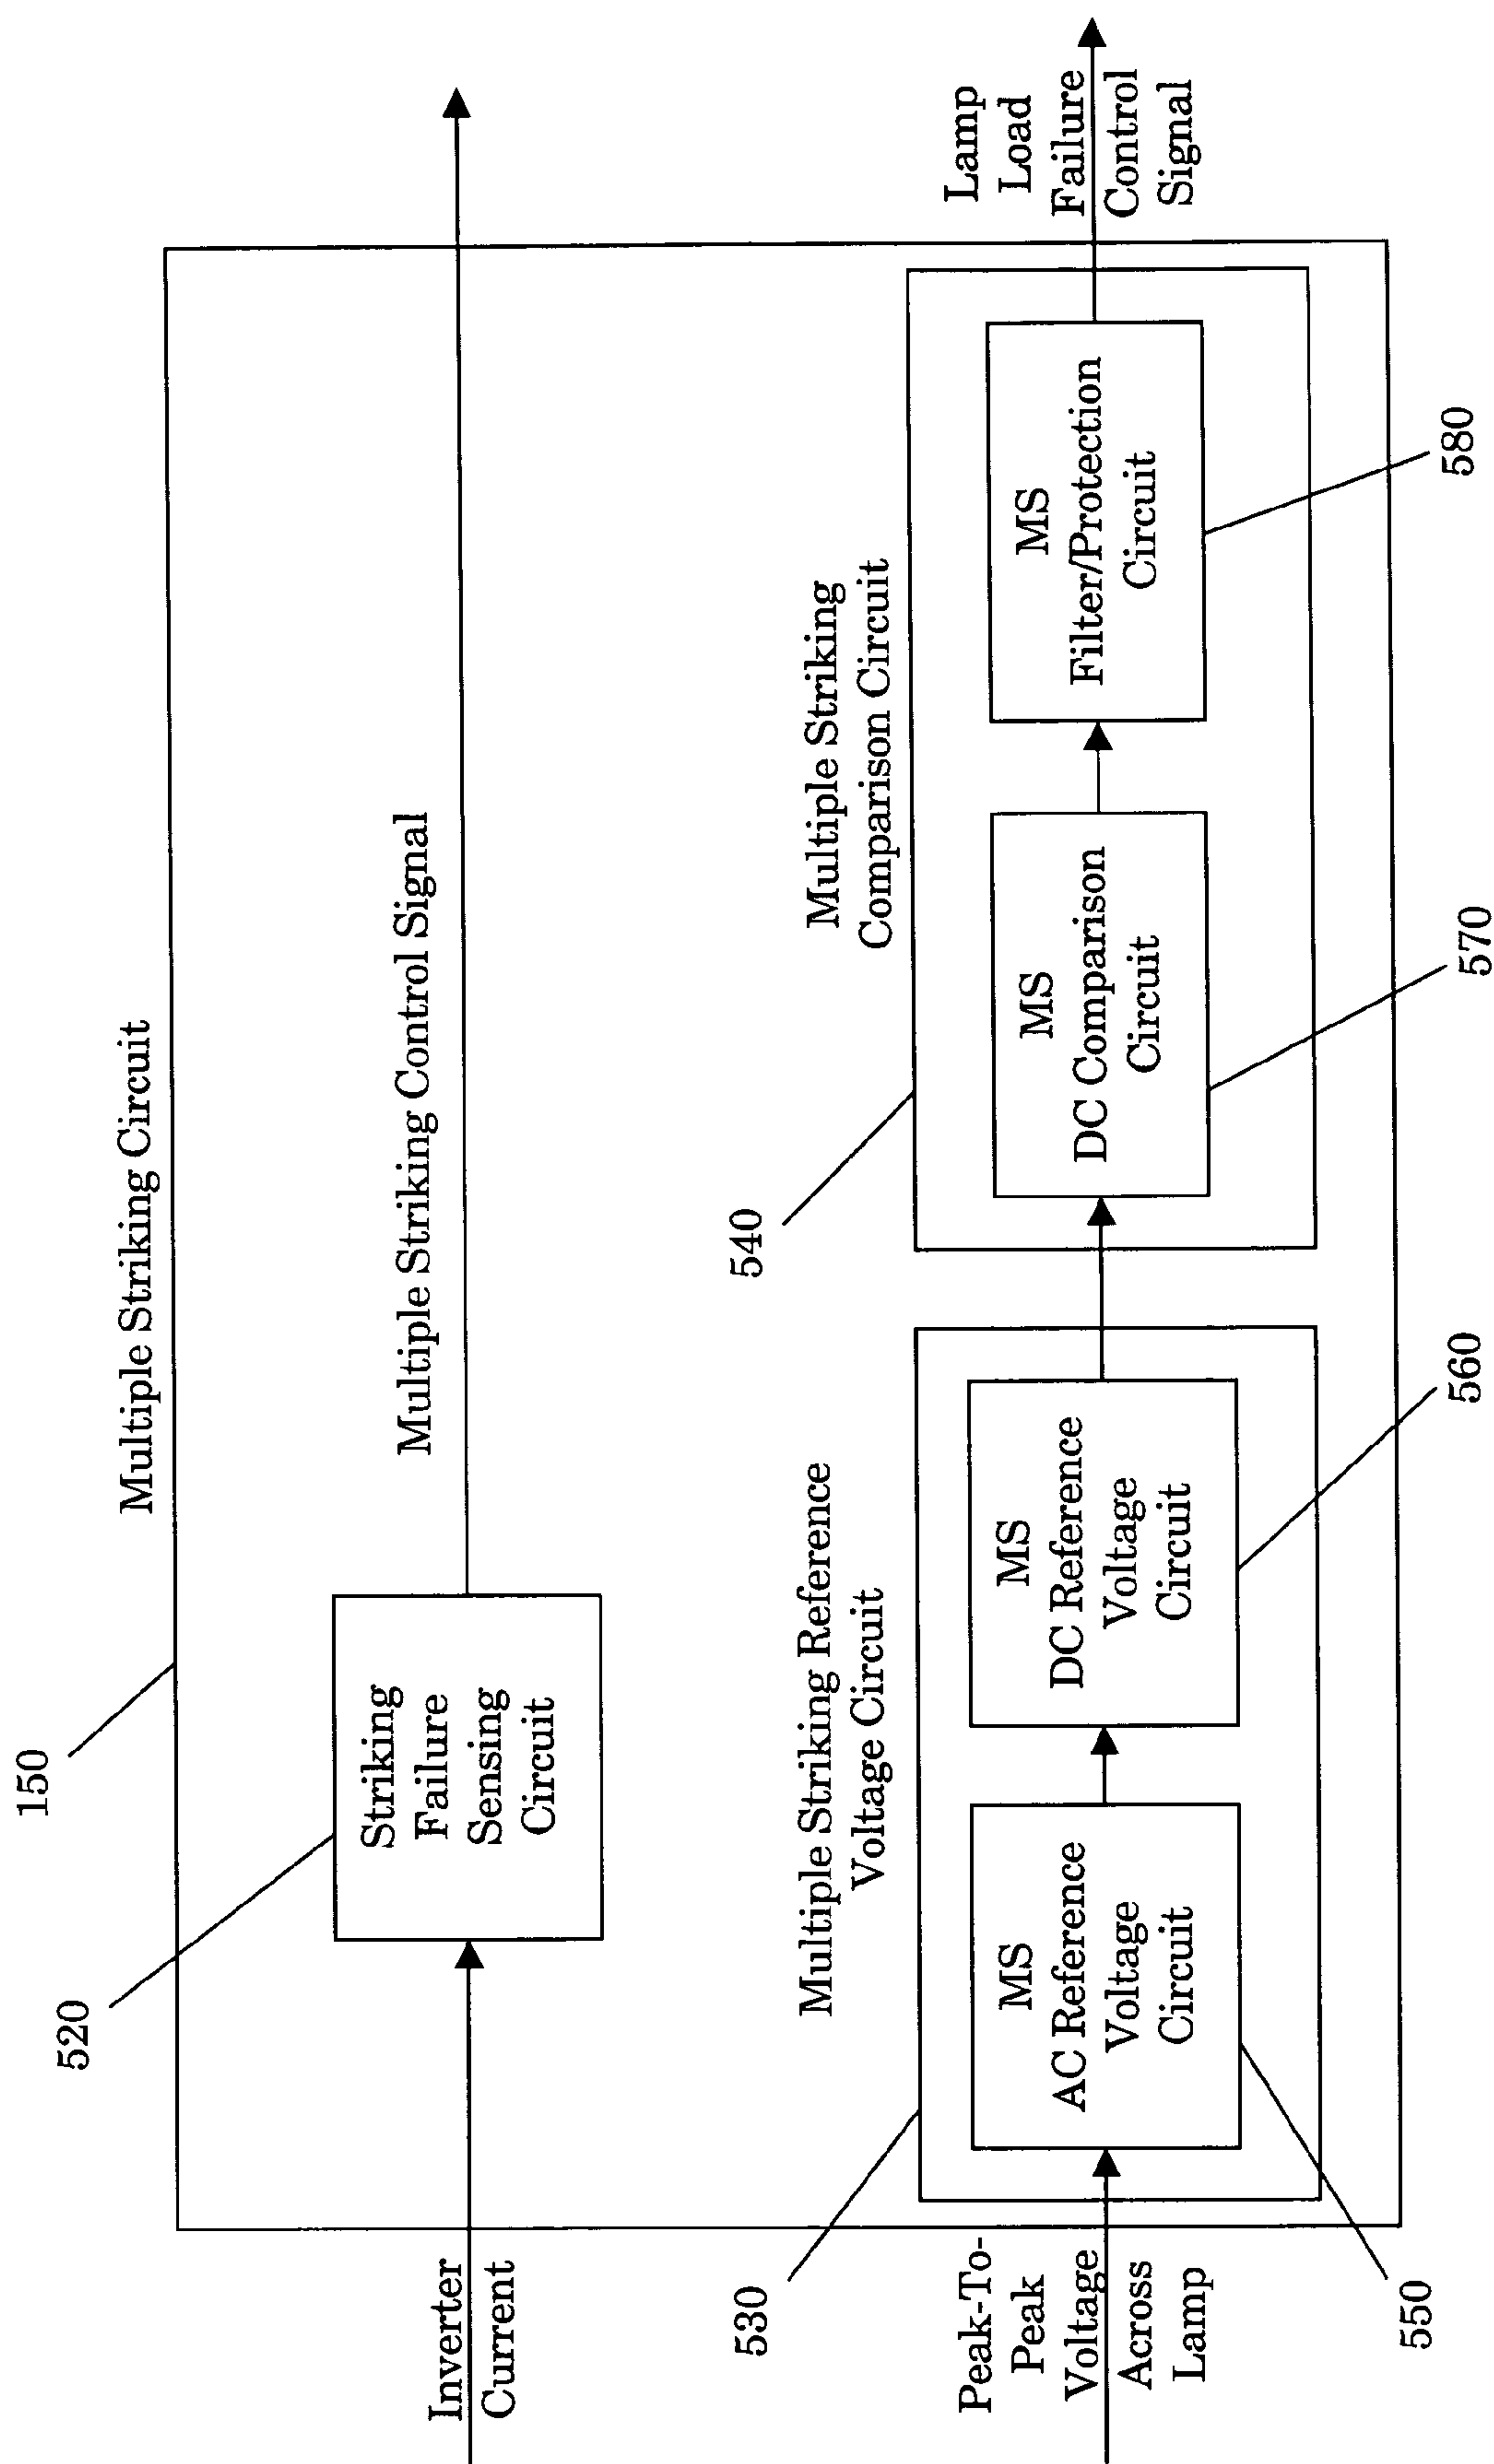 150
Multiple Striking Circuit
520
Inverter
Current
Striking
Failure
Sensing
Circuit
Multiple Striking Control Signal
530
Multiple Striking Reference
Voltage Circuit
540
Multiple Striking
Comparison Circuit
Peak-To-
Peak
Voltage
Across
Lamp
MS
AC Reference
Voltage
Circuit
MS
DC Reference
Voltage
Circuit
MS
DC Comparison
Circuit
MS
Filter/Protection
Circuit
Lamp
Load
Failure
Control
Signal
550
560
570
580